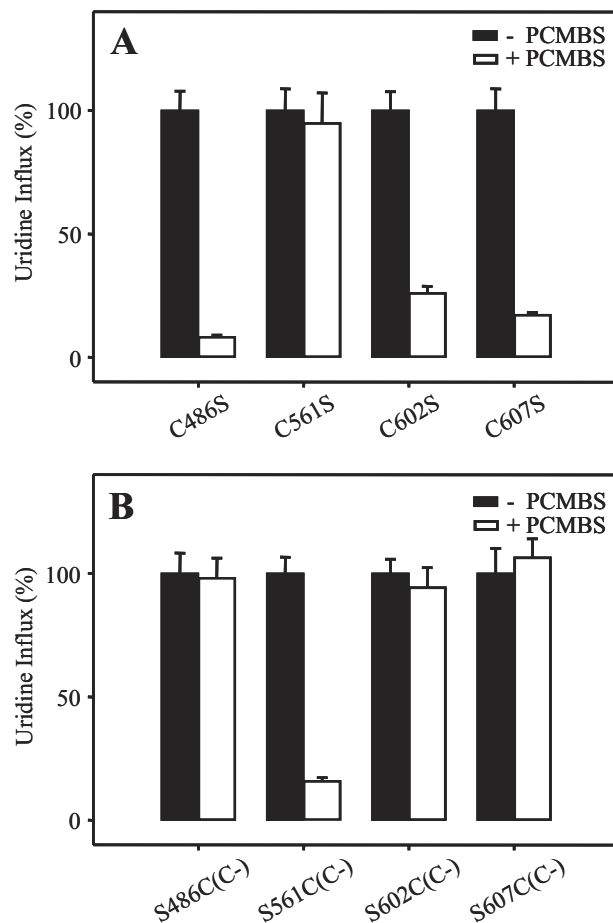 A
- PCMBS
+ PCMBS
Uridine Influx (%)
100
50
0
C486S
C561S
C602S
C607S
B
- PCMBS
+ PCMBS
Uridine Influx (%)
100
50
0
S486C(C-)
S561C(C-)
S602C(C-)
S607C(C-)